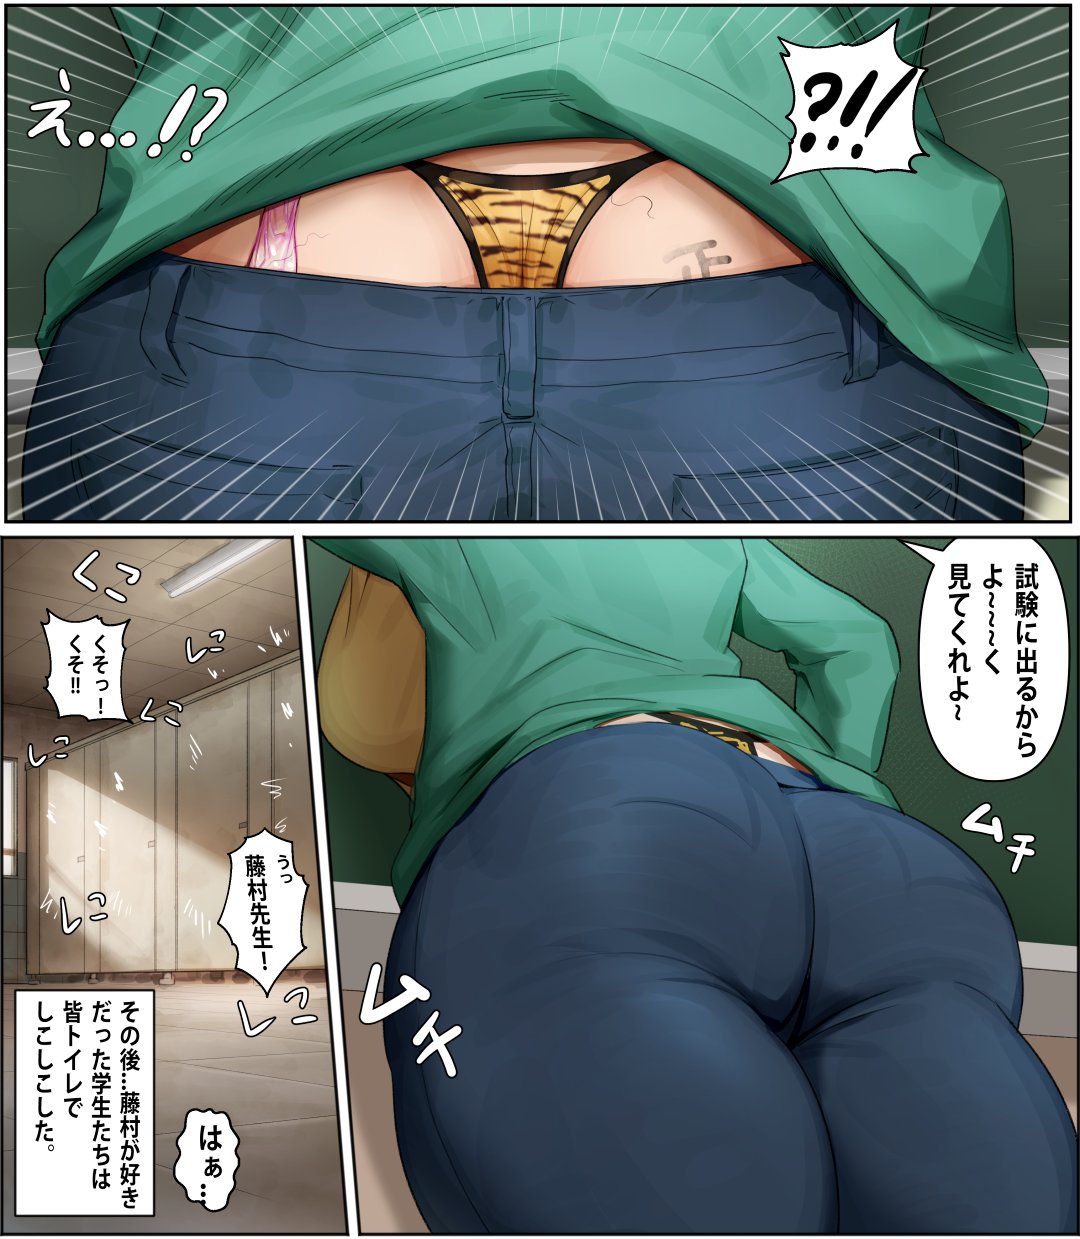 ?!!
え…!?
試験に出るから
よ～～～く
見てくれよ～
ムチ
ムチ
くこ
くそっ！
くそ!!
しこ
しこ
しこ
しこ
うっ
藤村先生！
しこ
その後…藤村が好き
だった学生たちは
皆トイレで
しこしこした。
はぁ…